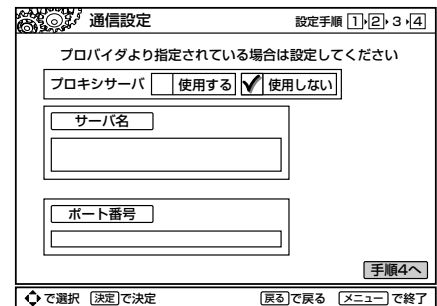 通信設定 設定手順 1 2 3 4
プロバイダより指定されている場合は設定してください
プロキシサーバ 使用する 使用しない
サーバ名
ポート番号
手順4へ
で選択 決定で決定 戻るで戻る メニューで終了